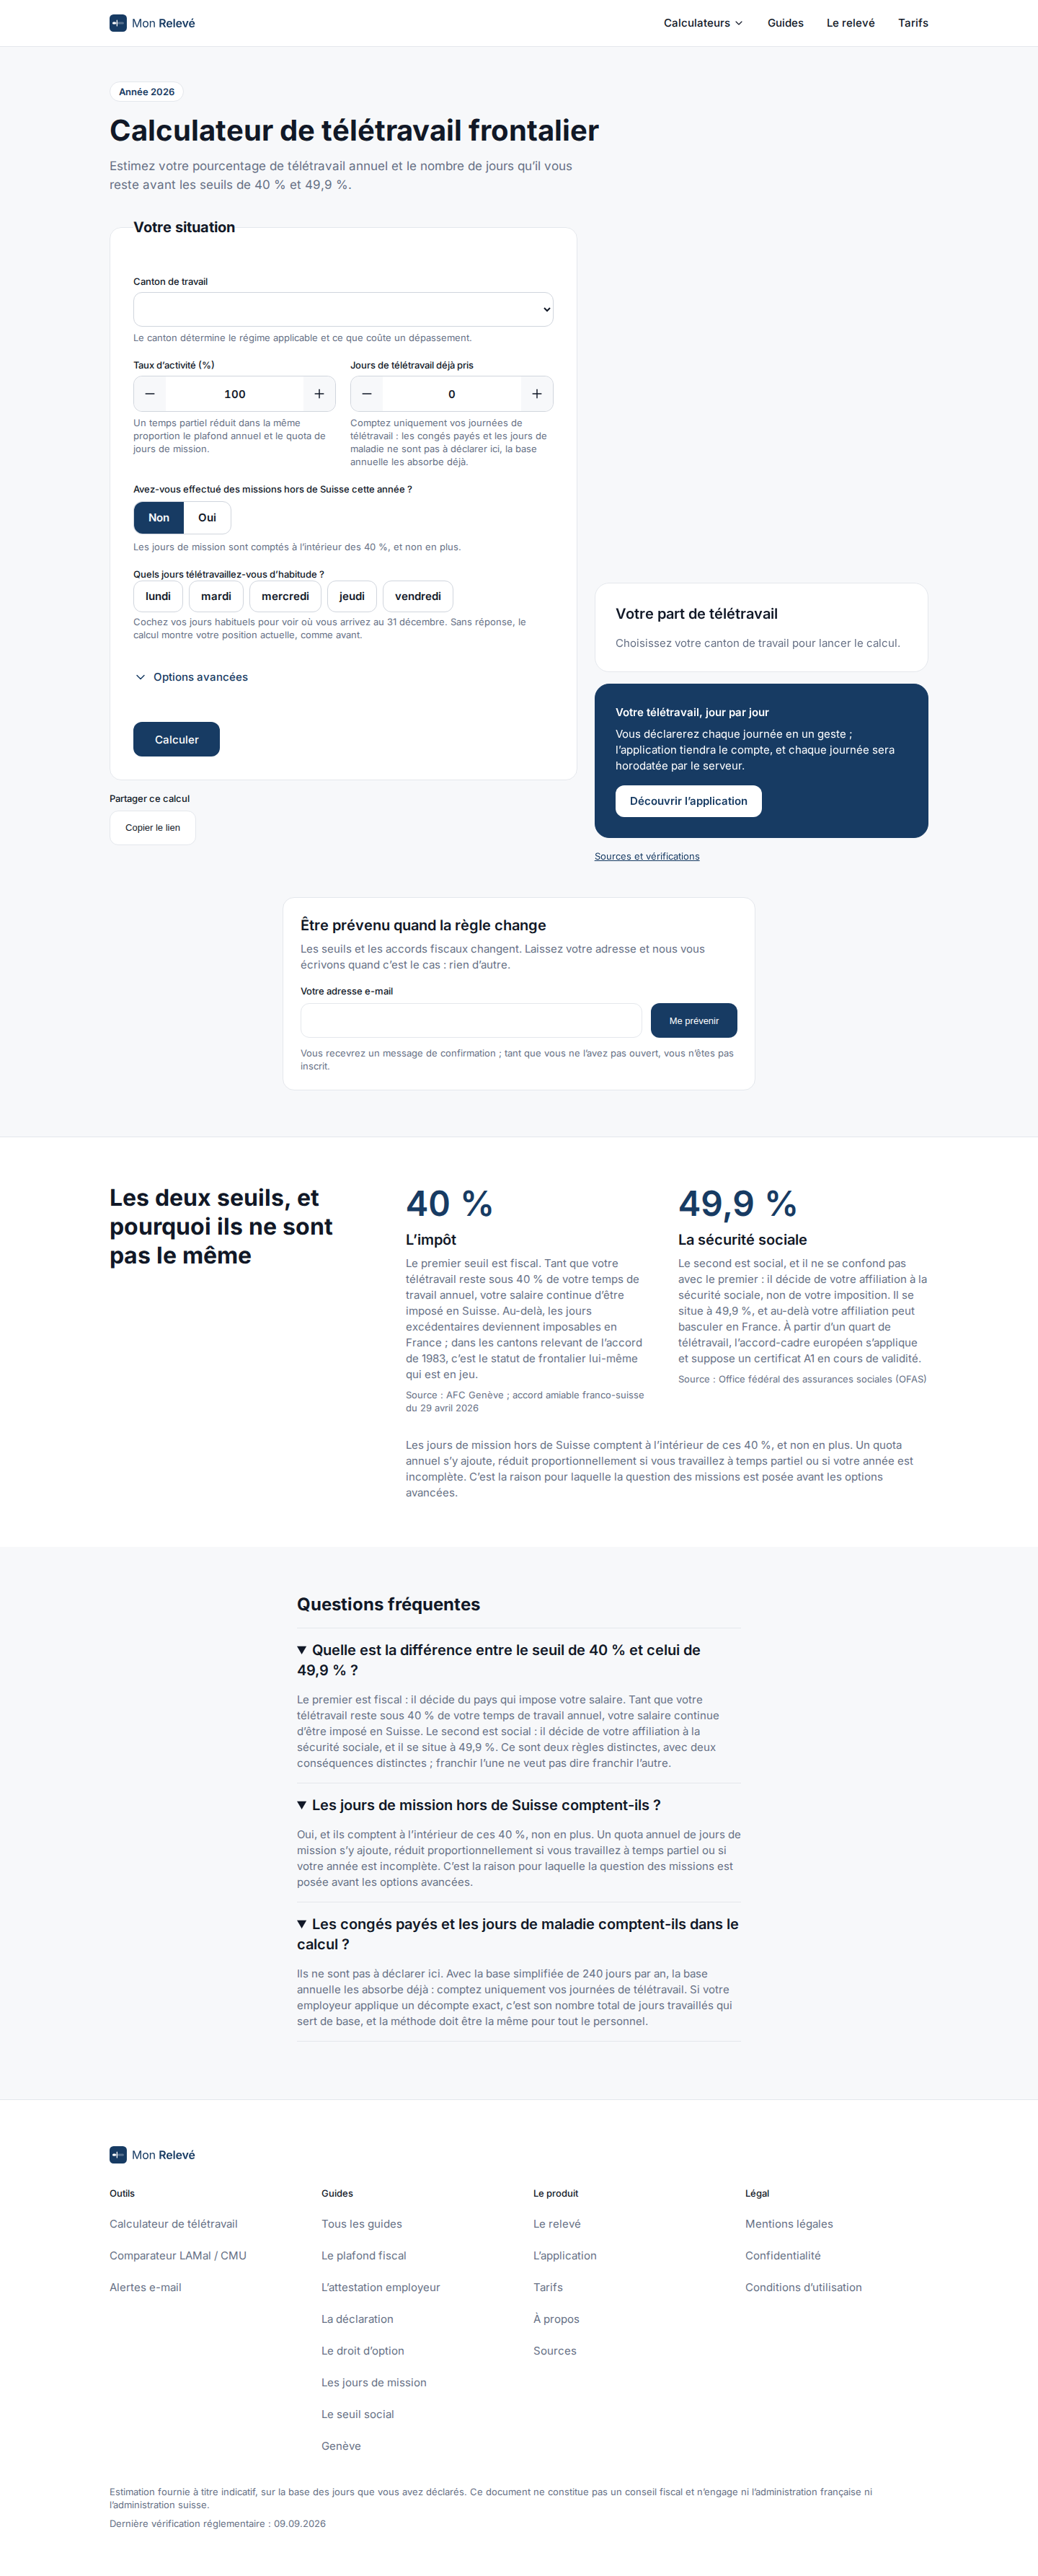 Mon Relevé
Calculateurs
Guides
Le relevé
Tarifs
Année 2026
Calculateur de télétravail frontalier
Estimez votre pourcentage de télétravail annuel et le nombre de jours qu’il vous
reste avant les seuils de 40 % et 49,9 %.
Votre situation
Canton de travail
Le canton détermine le régime applicable et ce que coûte un dépassement.
Taux d’activité (%)
100
Un temps partiel réduit dans la même
proportion le plafond annuel et le quota de
jours de mission.
Jours de télétravail déjà pris
0
Comptez uniquement vos journées de
télétravail : les congés payés et les jours de
maladie ne sont pas à déclarer ici, la base
annuelle les absorbe déjà.
Avez-vous effectué des missions hors de Suisse cette année ?
Non
Oui
Les jours de mission sont comptés à l’intérieur des 40 %, et non en plus.
Quels jours télétravaillez-vous d’habitude ?
lundi
mardi
mercredi
jeudi
vendredi
Cochez vos jours habituels pour voir où vous arrivez au 31 décembre. Sans réponse, le
calcul montre votre position actuelle, comme avant.
Options avancées
Calculer
Partager ce calcul
Copier le lien
Votre part de télétravail
Choisissez votre canton de travail pour lancer le calcul.
Votre télétravail, jour par jour
Vous déclarerez chaque journée en un geste ;
l’application tiendra le compte, et chaque journée sera
horodatée par le serveur.
Découvrir l’application
Sources et vérifications
Être prévenu quand la règle change
Les seuils et les accords fiscaux changent. Laissez votre adresse et nous vous
écrivons quand c’est le cas : rien d’autre.
Votre adresse e-mail
Me prévenir
Vous recevrez un message de confirmation ; tant que vous ne l’avez pas ouvert, vous n’êtes pas
inscrit.
Les deux seuils, et
pourquoi ils ne sont
pas le même
40 %
L’impôt
Le premier seuil est fiscal. Tant que votre
télétravail reste sous 40 % de votre temps de
travail annuel, votre salaire continue d’être
imposé en Suisse. Au-delà, les jours
excédentaires deviennent imposables en
France ; dans les cantons relevant de l’accord
de 1983, c’est le statut de frontalier lui-même
qui est en jeu.
Source : AFC Genève ; accord amiable franco-suisse
du 29 avril 2026
49,9 %
La sécurité sociale
Le second est social, et il ne se confond pas
avec le premier : il décide de votre affiliation à la
sécurité sociale, non de votre imposition. Il se
situe à 49,9 %, et au-delà votre affiliation peut
basculer en France. À partir d’un quart de
télétravail, l’accord-cadre européen s’applique
et suppose un certificat A1 en cours de validité.
Source : Office fédéral des assurances sociales (OFAS)
Les jours de mission hors de Suisse comptent à l’intérieur de ces 40 %, et non en plus. Un quota
annuel s’y ajoute, réduit proportionnellement si vous travaillez à temps partiel ou si votre année est
incomplète. C’est la raison pour laquelle la question des missions est posée avant les options
avancées.
Questions fréquentes
Quelle est la différence entre le seuil de 40 % et celui de
49,9 % ?
Le premier est fiscal : il décide du pays qui impose votre salaire. Tant que votre
télétravail reste sous 40 % de votre temps de travail annuel, votre salaire continue
d’être imposé en Suisse. Le second est social : il décide de votre affiliation à la
sécurité sociale, et il se situe à 49,9 %. Ce sont deux règles distinctes, avec deux
conséquences distinctes ; franchir l’une ne veut pas dire franchir l’autre.
Les jours de mission hors de Suisse comptent-ils ?
Oui, et ils comptent à l’intérieur de ces 40 %, non en plus. Un quota annuel de jours de
mission s’y ajoute, réduit proportionnellement si vous travaillez à temps partiel ou si
votre année est incomplète. C’est la raison pour laquelle la question des missions est
posée avant les options avancées.
Les congés payés et les jours de maladie comptent-ils dans le
calcul ?
Ils ne sont pas à déclarer ici. Avec la base simplifiée de 240 jours par an, la base
annuelle les absorbe déjà : comptez uniquement vos journées de télétravail. Si votre
employeur applique un décompte exact, c’est son nombre total de jours travaillés qui
sert de base, et la méthode doit être la même pour tout le personnel.
Mon Relevé
Outils
Calculateur de télétravail
Comparateur LAMal / CMU
Alertes e-mail
Guides
Tous les guides
Le plafond fiscal
L’attestation employeur
La déclaration
Le droit d’option
Les jours de mission
Le seuil social
Genève
Le produit
Le relevé
L’application
Tarifs
À propos
Sources
Légal
Mentions légales
Confidentialité
Conditions d’utilisation
Estimation fournie à titre indicatif, sur la base des jours que vous avez déclarés. Ce document ne constitue pas un conseil fiscal et n’engage ni l’administration française ni
l’administration suisse.
Dernière vérification réglementaire : 09.09.2026